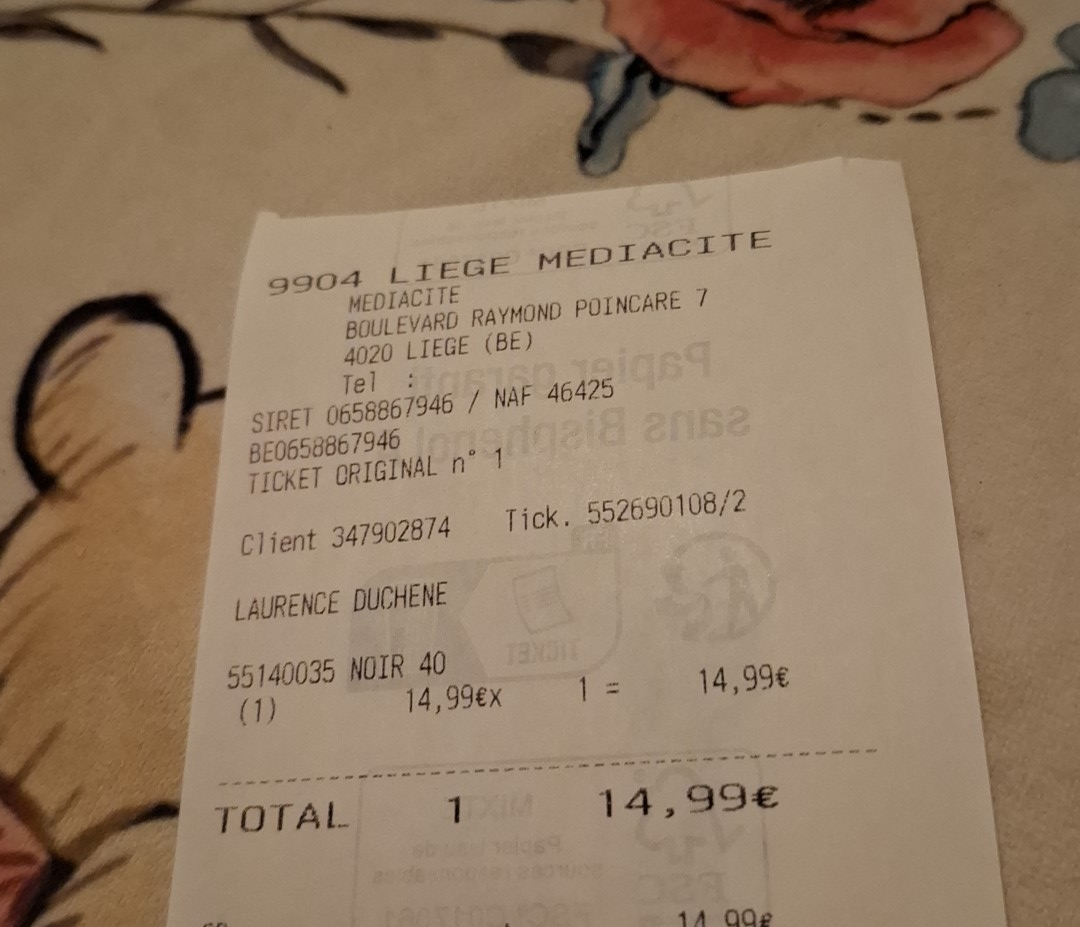 9904 LIEGE MEDIACITE
MEDIACITE
BOULEVARD RAYMOND POINCARE 7
4020 LIEGE (BE)
Tel :
SIRET 0658867946 / NAF 46425
BE0658867946
TICKET ORIGINAL n° 1
Client 347902874 Tick. 552690108/2
LAURENCE DUCHENE
55140035 NOIR 40
(1) 14,99€x 1 = 14,99€
TOTAL 1 14,99€
14,99€